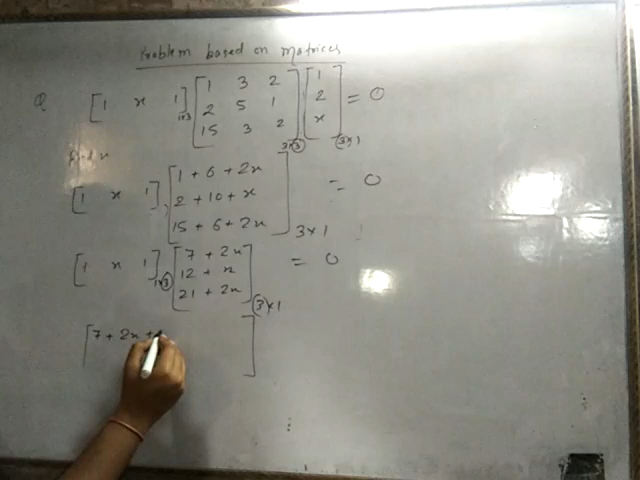 Problem based on matrices
Q [1 x 1]1×3 [1 3 2] 3×3 [1] 3×1 = 0
[2 5 1] [2]
[15 3 2] [x]
find x
[1 x 1] [1 + 6 + 2x] = 0
[2 + 10 + x]
[15 + 6 + 2x] 3×1
[1 x 1]1×3 [7 + 2x] = 0
[12 + x]
[21 + 2x] 3×1
[7 + 2x + ]